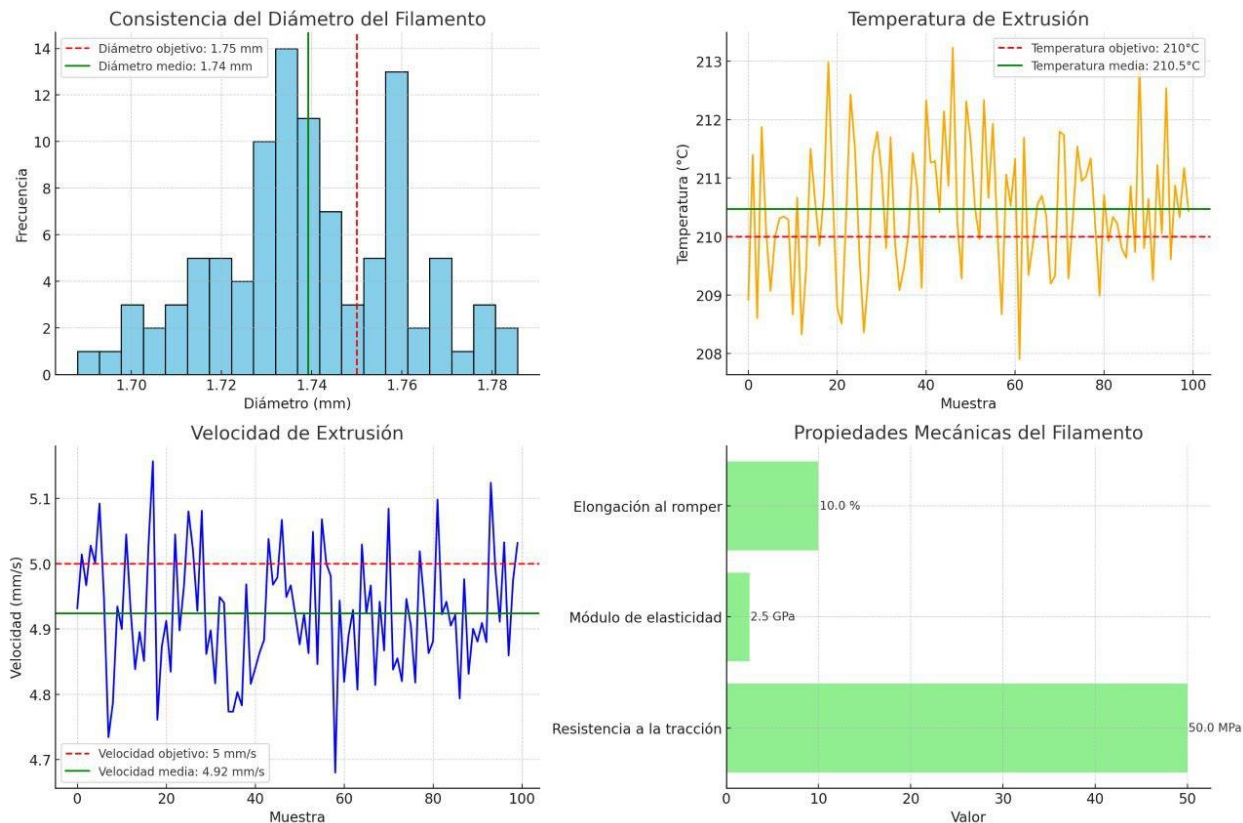 Consistencia del Diámetro del Filamento
Diámetro objetivo: 1.75 mm
Diámetro medio: 1.74 mm
Frecuencia
14
12
10
8
6
4
2
0
1.70 1.72 1.74 1.76 1.78
Diámetro (mm)
Temperatura de Extrusión
Temperatura objetivo: 210°C
Temperatura media: 210.5°C
Temperatura (°C)
213
212
211
210
209
208
0 20 40 60 80 100
Muestra
Velocidad de Extrusión
Velocidad (mm/s)
5.1
5.0
4.9
4.8
4.7
Velocidad objetivo: 5 mm/s
Velocidad media: 4.92 mm/s
0 20 40 60 80 100
Muestra
Propiedades Mecánicas del Filamento
Elongación al romper
10.0 %
Módulo de elasticidad
2.5 GPa
Resistencia a la tracción
50.0 MPa
0 10 20 30 40 50
Valor